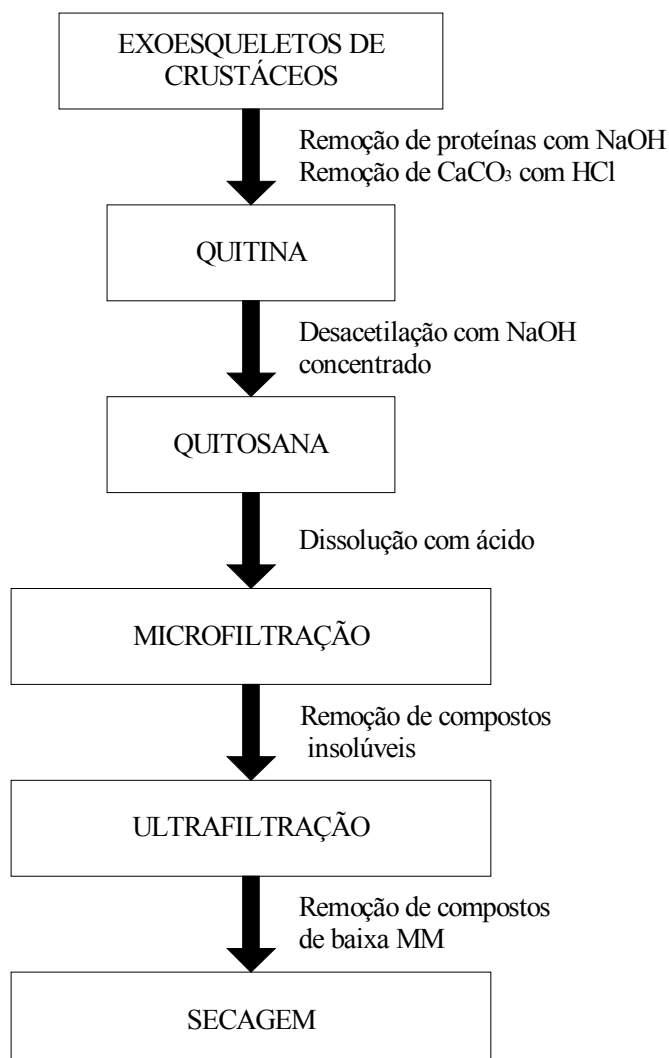 EXOESQUELETOS DE
CRUSTÁCEOS
Remoção de proteínas com NaOH
Remoção de CaCO₃ com HCl
QUITINA
Desacetilação com NaOH
concentrado
QUITOSANA
Dissolução com ácido
MICROFILTRAÇÃO
Remoção de compostos
insolúveis
ULTRAFILTRAÇÃO
Remoção de compostos
de baixa MM
SECAGEM